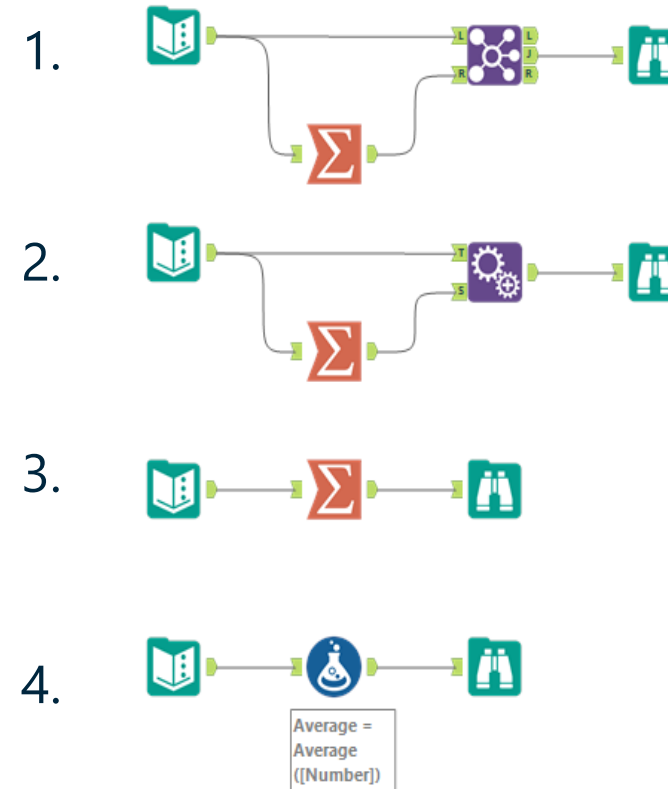 1.
L
L
J
R
R
2.
T
S
3.
4.
Average =
Average
([Number])